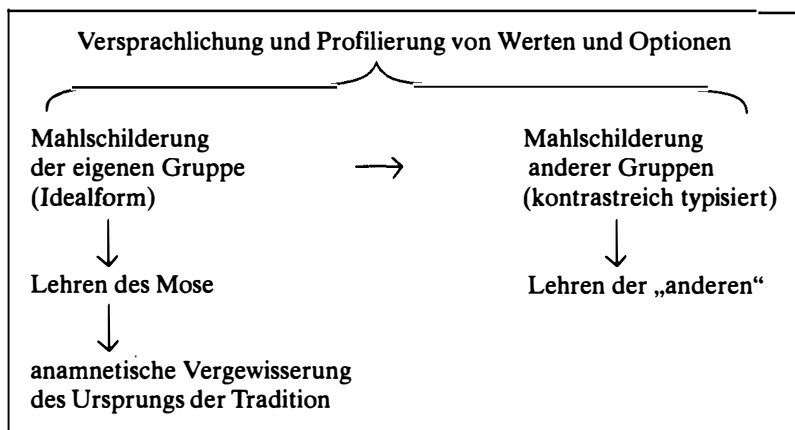 Versprachlichung und Profilierung von Werten und Optionen
Mahlschilderung
der eigenen Gruppe
(Idealform)
Mahlschilderung
anderer Gruppen
(kontrastreich typisiert)
Lehren des Mose
Lehren der „anderen“
anamnetische Vergewisserung
des Ursprungs der Tradition